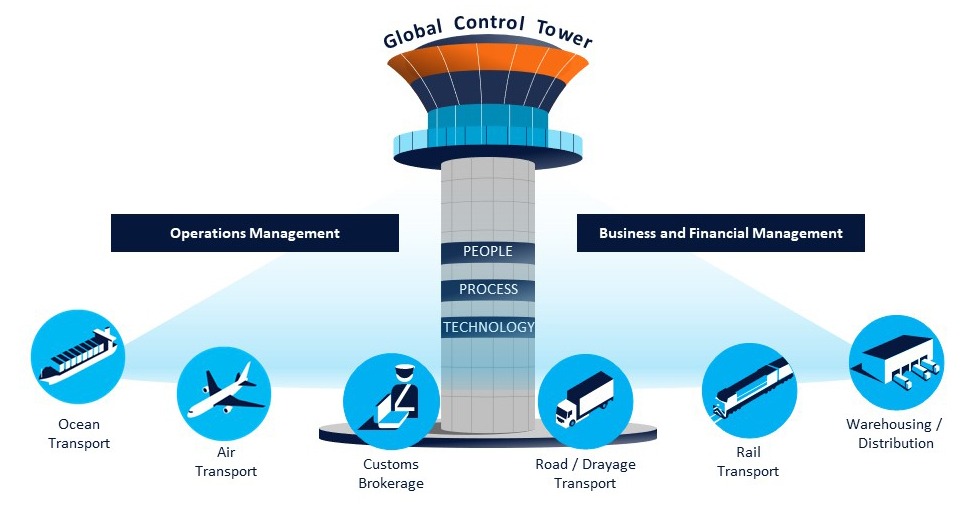 Global Control Tower
Operations Management
Business and Financial Management
PEOPLE
PROCESS
TECHNOLOGY
Ocean
Transport
Air
Transport
Customs
Brokerage
Road / Drayage
Transport
Rail
Transport
Warehousing /
Distribution